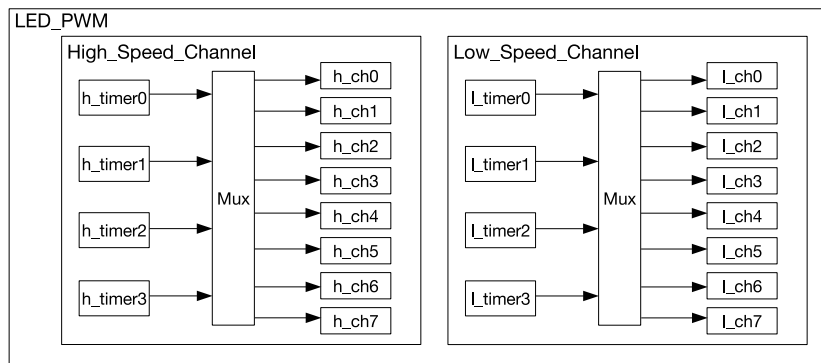 LED_PWM
High_Speed_Channel
h_timer0
h_timer1
h_timer2
h_timer3
Mux
h_ch0
h_ch1
h_ch2
h_ch3
h_ch4
h_ch5
h_ch6
h_ch7
Low_Speed_Channel
l_timer0
l_timer1
l_timer2
l_timer3
Mux
l_ch0
l_ch1
l_ch2
l_ch3
l_ch4
l_ch5
l_ch6
l_ch7